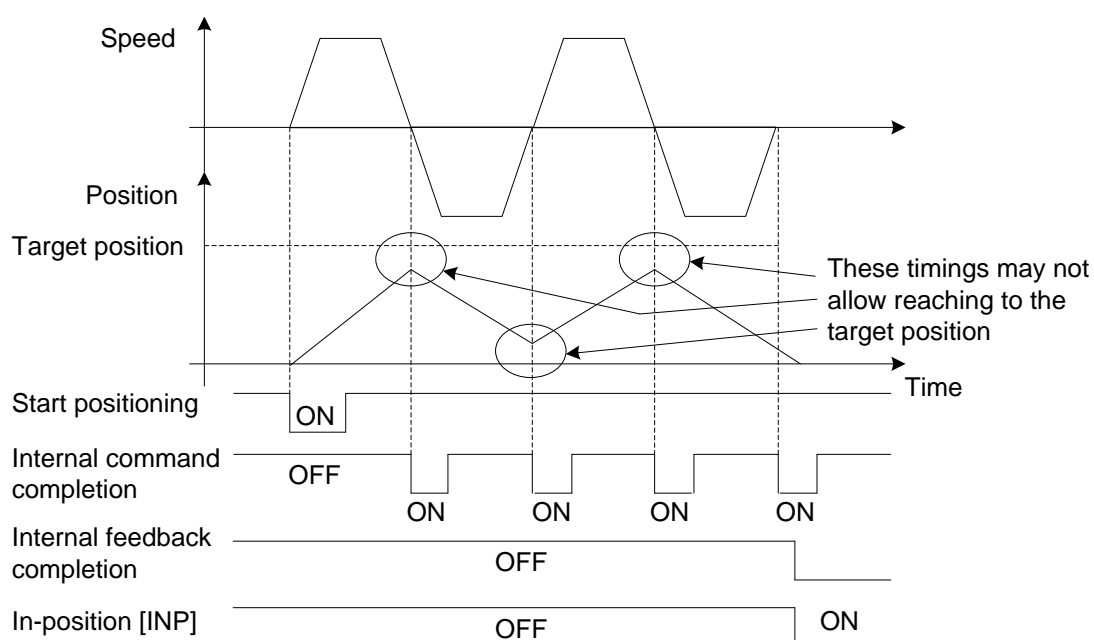 Speed
Position
Target position
These timings may not
allow reaching to the
target position
Time
Start positioning
ON
Internal command
completion
OFF
ON
ON
ON
ON
Internal feedback
completion
OFF
In-position [INP]
OFF
ON